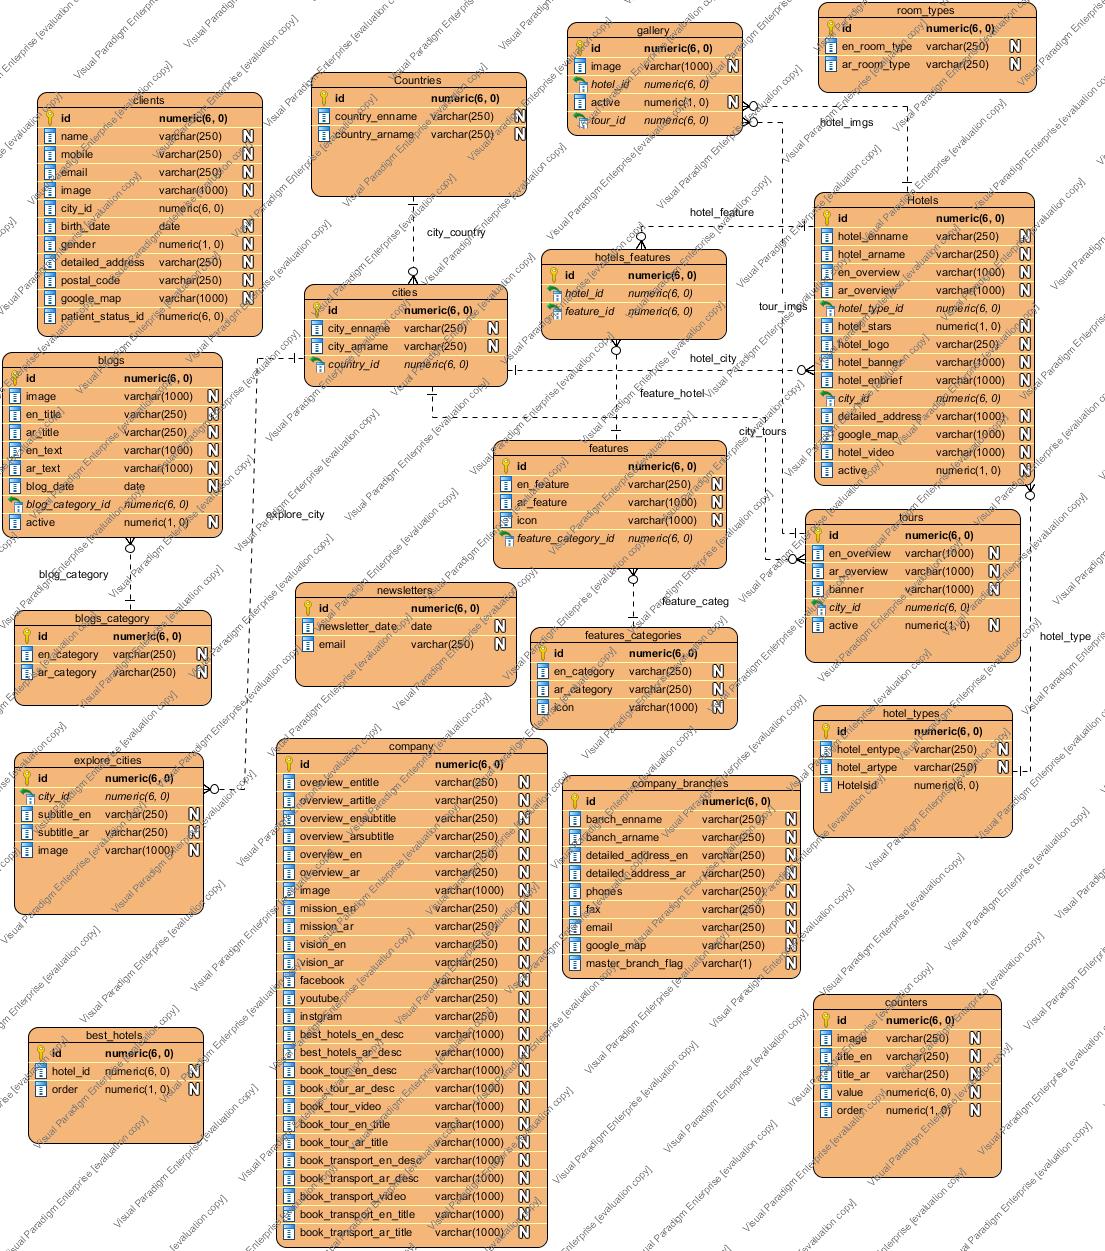 room_types
id numeric(6, 0)
en_room_type varchar(250) N
ar_room_type varchar(250) N
gallery
id numeric(6, 0)
image varchar(1000) N
hotel_id numeric(6, 0)
active numeric(1, 0) N
tour_id numeric(6, 0)
hotel_imgs
Countries
id numeric(6, 0)
country_enname varchar(250) N
country_arname varchar(250) N
clients
id numeric(6, 0)
name varchar(250) N
mobile varchar(250) N
email varchar(250) N
image varchar(1000) N
city_id numeric(6, 0)
birth_date date N
gender numeric(1, 0) N
detailed_address varchar(250) N
postal_code varchar(250) N
google_map varchar(1000) N
patient_status_id numeric(6, 0)
city_country
hotel_feature
Hotels
id numeric(6, 0)
hotel_enname varchar(250) N
hotel_arname varchar(250) N
en_overview varchar(1000) N
ar_overview varchar(1000) N
hotel_type_id numeric(6, 0)
hotel_stars numeric(1, 0) N
hotel_logo varchar(250) N
hotel_banner varchar(1000) N
hotel_enbrief varchar(1000) N
city_id numeric(6, 0)
detailed_address varchar(1000) N
google_map varchar(1000) N
hotel_video varchar(1000) N
active numeric(1, 0) N
hotels_features
id numeric(6, 0)
hotel_id numeric(6, 0)
feature_id numeric(6, 0)
tour_imgs
cities
id numeric(6, 0)
city_enname varchar(250) N
city_arname varchar(250) N
country_id numeric(6, 0)
hotel_city
feature_hotel
city_tours
blogs
id numeric(6, 0)
image varchar(1000) N
en_title varchar(250) N
ar_title varchar(250) N
en_text varchar(1000) N
ar_text varchar(1000) N
blog_date date N
blog_category_id numeric(6, 0)
active numeric(1, 0) N
features
id numeric(6, 0)
en_feature varchar(250) N
ar_feature varchar(1000) N
icon varchar(1000) N
feature_category_id numeric(6, 0)
explore_city
tours
id numeric(6, 0)
en_overview varchar(1000) N
ar_overview varchar(1000) N
banner varchar(1000) N
city_id numeric(6, 0)
active numeric(1, 0) N
blog_category
feature_categ
hotel_type
newsletters
id numeric(6, 0)
newsletter_date date N
email varchar(250) N
blogs_category
id numeric(6, 0)
en_category varchar(250) N
ar_category varchar(250) N
features_categories
id numeric(6, 0)
en_category varchar(250) N
ar_category varchar(250) N
icon varchar(1000) N
hotel_types
id numeric(6, 0)
hotel_entype varchar(250) N
hotel_artype varchar(250) N
Hotelsid numeric(6, 0)
explore_cities
id numeric(6, 0)
city_id numeric(6, 0)
subtitle_en varchar(250) N
subtitle_ar varchar(250) N
image varchar(1000) N
company
id numeric(6, 0)
overview_entitle varchar(250) N
overview_artitle varchar(250) N
overview_ensubtitle varchar(250) N
overview_arsubtitle varchar(250) N
overview_en varchar(250) N
overview_ar varchar(250) N
image varchar(1000) N
mission_en varchar(250) N
mission_ar varchar(250) N
vision_en varchar(250) N
vision_ar varchar(250) N
facebook varchar(250) N
youtube varchar(250) N
instgram varchar(250) N
best_hotels_en_desc varchar(1000) N
best_hotels_ar_desc varchar(1000) N
book_tour_en_desc varchar(1000) N
book_tour_ar_desc varchar(1000) N
book_tour_video varchar(1000) N
book_tour_en_title varchar(1000) N
book_tour_ar_title varchar(1000) N
book_transport_en_desc varchar(1000) N
book_transport_ar_desc varchar(1000) N
book_transport_video varchar(1000) N
book_transport_en_title varchar(1000) N
book_transport_ar_title varchar(1000) N
company_branches
id numeric(6, 0)
banch_enname varchar(250) N
banch_arname varchar(250) N
detailed_address_en varchar(250) N
detailed_address_ar varchar(250) N
phones varchar(250) N
fax varchar(250) N
email varchar(250) N
google_map varchar(250) N
master_branch_flag varchar(1) N
counters
id numeric(6, 0)
image varchar(250) N
title_en varchar(250) N
title_ar varchar(250) N
value numeric(6, 0) N
order numeric(1, 0) N
best_hotels
id numeric(6, 0)
hotel_id numeric(6, 0) N
order numeric(1, 0) N
Visual Paradigm Enterprise [evaluation copy]